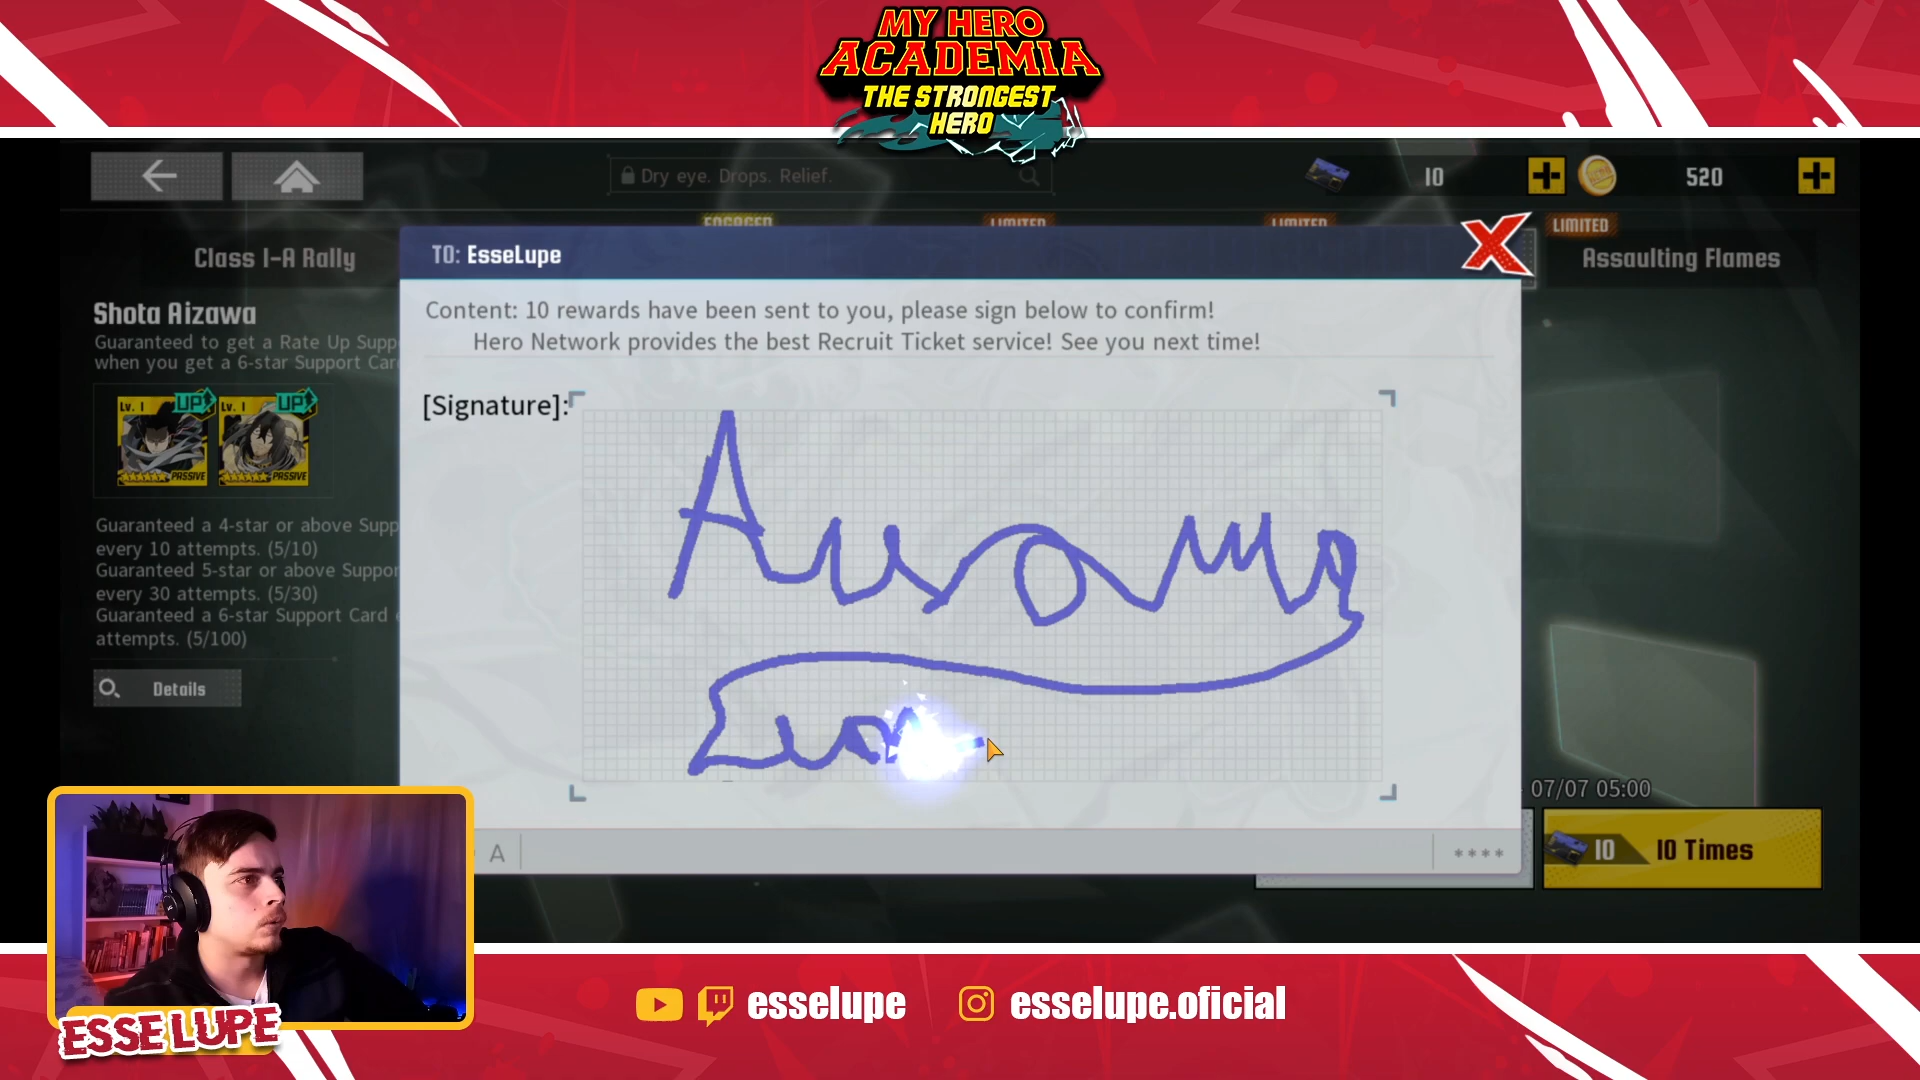 MY HERO
ACADEMIA
THE STRONGEST
HERO
Dry eye. Drops. Relief.
10
520
ENGAGED
LIMITED
LIMITED
LIMITED
Class 1-A Rally
Assaulting Flames
TO: EsseLupe
Content: 10 rewards have been sent to you, please sign below to confirm!
Hero Network provides the best Recruit Ticket service! See you next time!
[Signature]:
Shota Aizawa
Guaranteed to get a Rate Up Supp
when you get a 6-star Support Car
Lv. 1 UP
PASSIVE
Lv. 1 UP
PASSIVE
Guaranteed a 4-star or above Supp
every 10 attempts. (5/10)
Guaranteed 5-star or above Suppor
every 30 attempts. (5/30)
Guaranteed a 6-star Support Card
attempts. (5/100)
Details
07/07 05:00
A
****
10 10 Times
ESSE LUPE
esselupe
esselupe.oficial